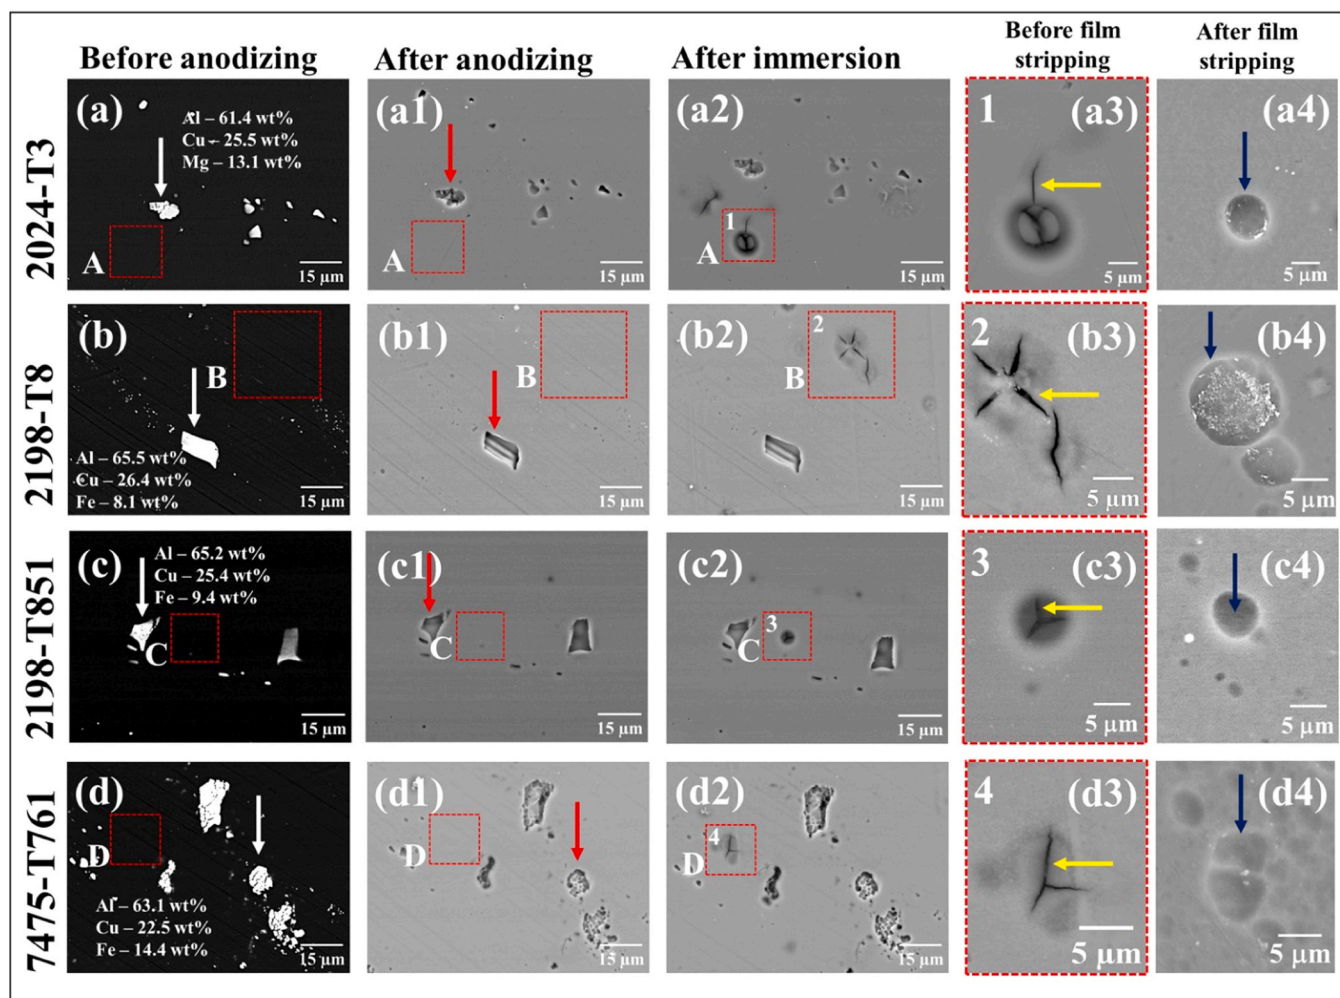 Before anodizing
After anodizing
After immersion
Before film
stripping
After film
stripping
2024-T3
(a)
Al – 61.4 wt%
Cu – 25.5 wt%
Mg – 13.1 wt%
A
15 µm
(a1)
A
15 µm
(a2)
1
A
15 µm
1
(a3)
5 µm
(a4)
5 µm
2198-T8
(b)
B
Al – 65.5 wt%
Cu – 26.4 wt%
Fe – 8.1 wt%
15 µm
(b1)
B
15 µm
(b2)
2
B
15 µm
2
(b3)
5 µm
(b4)
5 µm
2198-T851
(c)
Al – 65.2 wt%
Cu – 25.4 wt%
Fe – 9.4 wt%
C
15 µm
(c1)
C
15 µm
(c2)
3
C
15 µm
3
(c3)
5 µm
(c4)
5 µm
7475-T761
(d)
D
Al – 63.1 wt%
Cu – 22.5 wt%
Fe – 14.4 wt%
15 µm
(d1)
D
15 µm
(d2)
4
D
15 µm
4
(d3)
5 µm
(d4)
5 µm